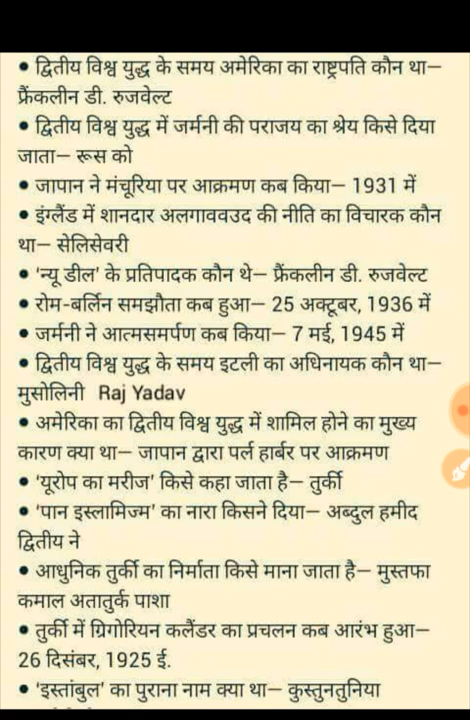 • द्वितीय विश्व युद्ध के समय अमेरिका का राष्ट्रपति कौन था—
फ्रैंकलीन डी. रुजवेल्ट
• द्वितीय विश्व युद्ध में जर्मनी की पराजय का श्रेय किसे दिया
जाता— रूस को
• जापान ने मंचूरिया पर आक्रमण कब किया— 1931 में
• इंग्लैंड में शानदार अलगाववउद की नीति का विचारक कौन
था— सेलिसेवरी
• 'न्यू डील' के प्रतिपादक कौन थे— फ्रैंकलीन डी. रुजवेल्ट
• रोम-बर्लिन समझौता कब हुआ— 25 अक्टूबर, 1936 में
• जर्मनी ने आत्मसमर्पण कब किया— 7 मई, 1945 में
• द्वितीय विश्व युद्ध के समय इटली का अधिनायक कौन था—
मुसोलिनी Raj Yadav
• अमेरिका का द्वितीय विश्व युद्ध में शामिल होने का मुख्य
कारण क्या था— जापान द्वारा पर्ल हार्बर पर आक्रमण
• 'यूरोप का मरीज' किसे कहा जाता है— तुर्की
• 'पान इस्लामिज्म' का नारा किसने दिया— अब्दुल हमीद
द्वितीय ने
• आधुनिक तुर्की का निर्माता किसे माना जाता है— मुस्तफा
कमाल अतातुर्क पाशा
• तुर्की में ग्रिगोरियन कलैंडर का प्रचलन कब आरंभ हुआ—
26 दिसंबर, 1925 ई.
• 'इस्तांबुल' का पुराना नाम क्या था— कुस्तुनतुनिया